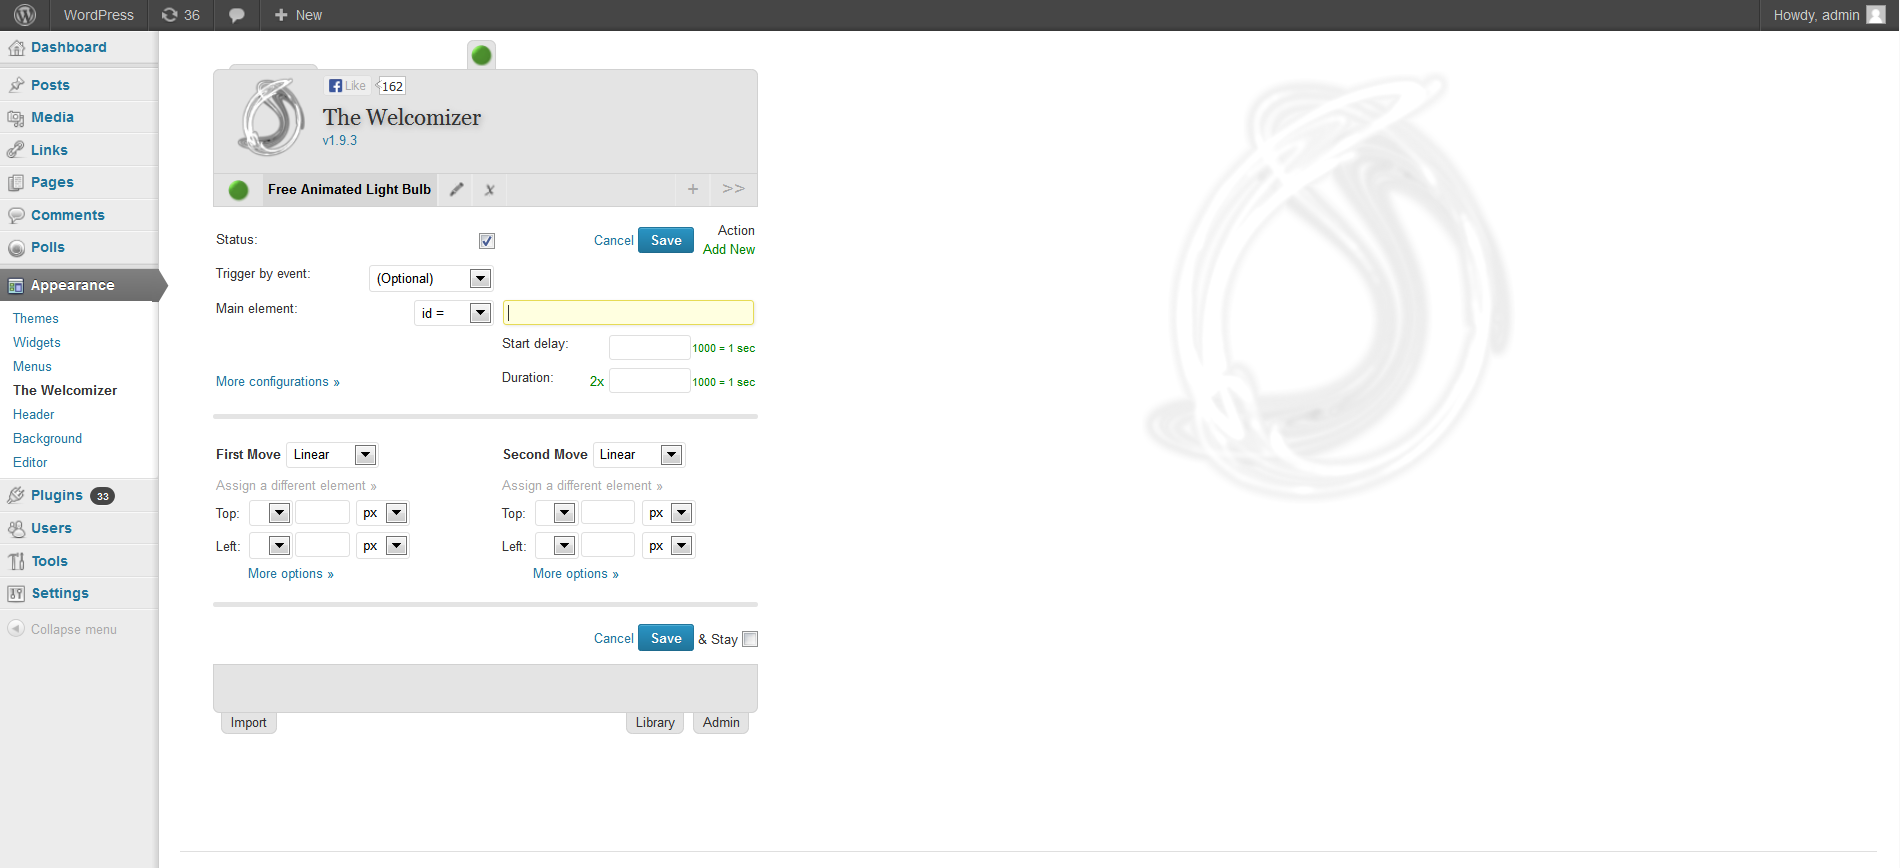 WordPress 36 New Howdy, admin
Dashboard
Posts
Media
Links
Pages
Comments
Polls
Appearance
Themes
Widgets
Menus
The Welcomizer
Header
Background
Editor
Plugins 33
Users
Tools
Settings
Collapse menu
Like 162
The Welcomizer
v1.9.3
Free Animated Light Bulb x + >>
Status: Cancel Save Action
Add New
Trigger by event: (Optional)
Main element: id =
Start delay: 1000 = 1 sec
More configurations » Duration: 2x 1000 = 1 sec
First Move Linear Second Move Linear
Assign a different element » Assign a different element »
Top: px Top: px
Left: px Left: px
More options » More options »
Cancel Save & Stay
Import Library Admin